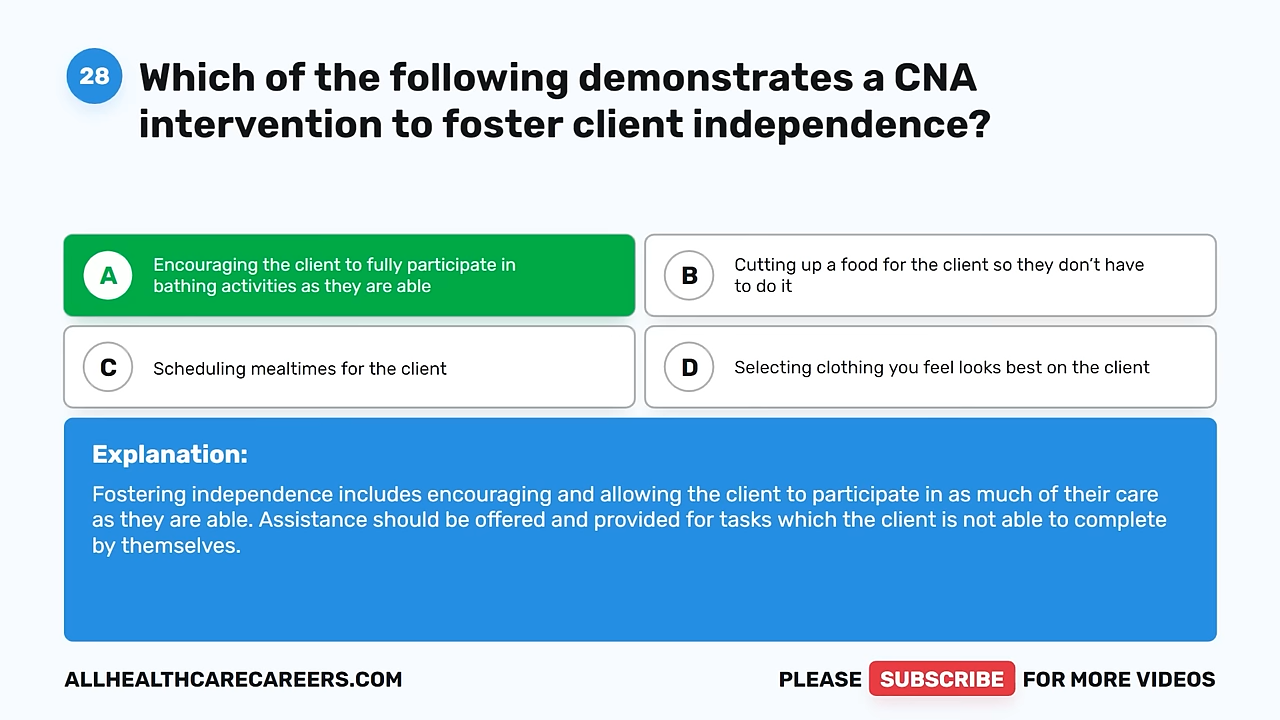 28
Which of the following demonstrates a CNA
intervention to foster client independence?
A
Encouraging the client to fully participate in
bathing activities as they are able
B
Cutting up a food for the client so they don't have
to do it
C
Scheduling mealtimes for the client
D
Selecting clothing you feel looks best on the client
Explanation:
Fostering independence includes encouraging and allowing the client to participate in as much of their care
as they are able. Assistance should be offered and provided for tasks which the client is not able to complete
by themselves.
ALLHEALTHCARECAREERS.COM
PLEASE SUBSCRIBE FOR MORE VIDEOS